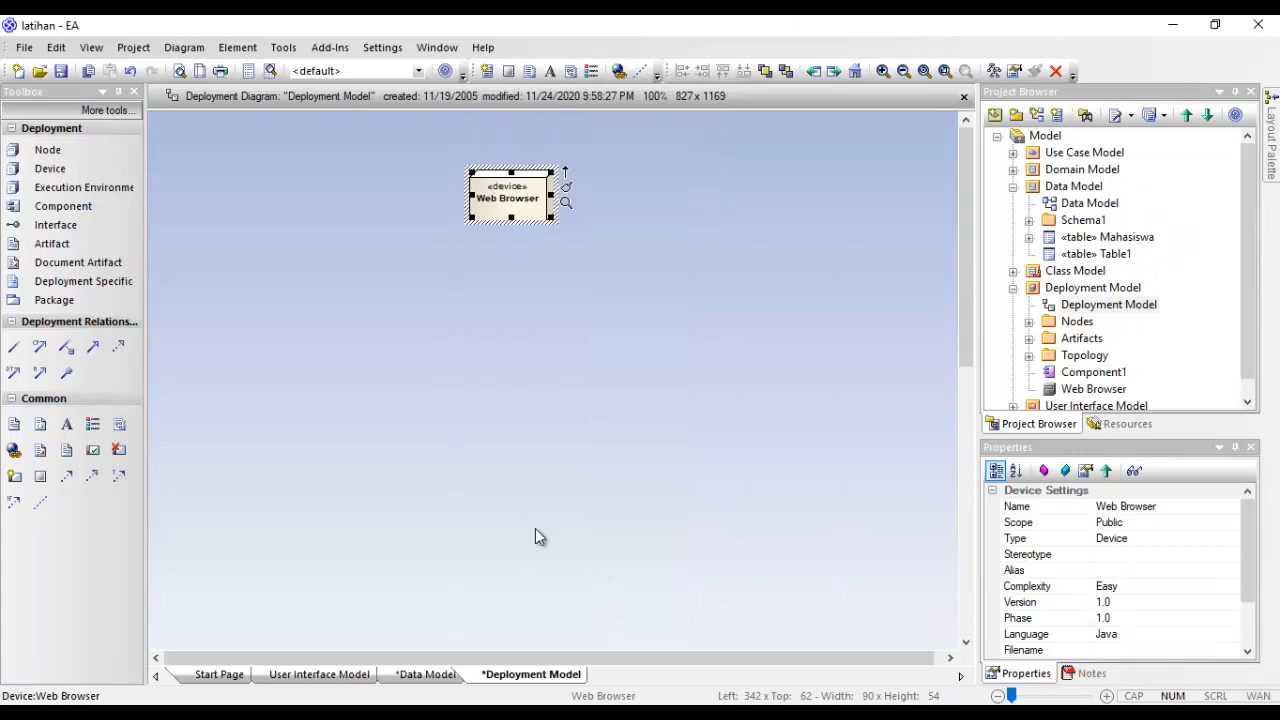 latihan - EA
File Edit View Project Diagram Element Tools Add-Ins Settings Window Help
<default>
Toolbox
More tools...
Deployment
Node
Device
Execution Environme
Component
Interface
Artifact
Document Artifact
Deployment Specific
Package
Deployment Relations...
Common
Deployment Diagram: "Deployment Model" created: 11/19/2005 modified: 11/24/2020 9:58:27 PM 100% 827 x 1169
«device»
Web Browser
Start Page User Interface Model *Data Model *Deployment Model
Project Browser
Model
Use Case Model
Domain Model
Data Model
Data Model
Schema1
«table» Mahasiswa
«table» Table1
Class Model
Deployment Model
Deployment Model
Nodes
Artifacts
Topology
Component1
Web Browser
User Interface Model
Project Browser Resources
Layout Palette
Properties
Device Settings
Name Web Browser
Scope Public
Type Device
Stereotype
Alias
Complexity Easy
Version 1.0
Phase 1.0
Language Java
Filename
Properties Notes
Device:Web Browser Web Browser Left: 342 x Top: 62 - Width: 90 x Height: 54 CAP NUM SCRL WAN